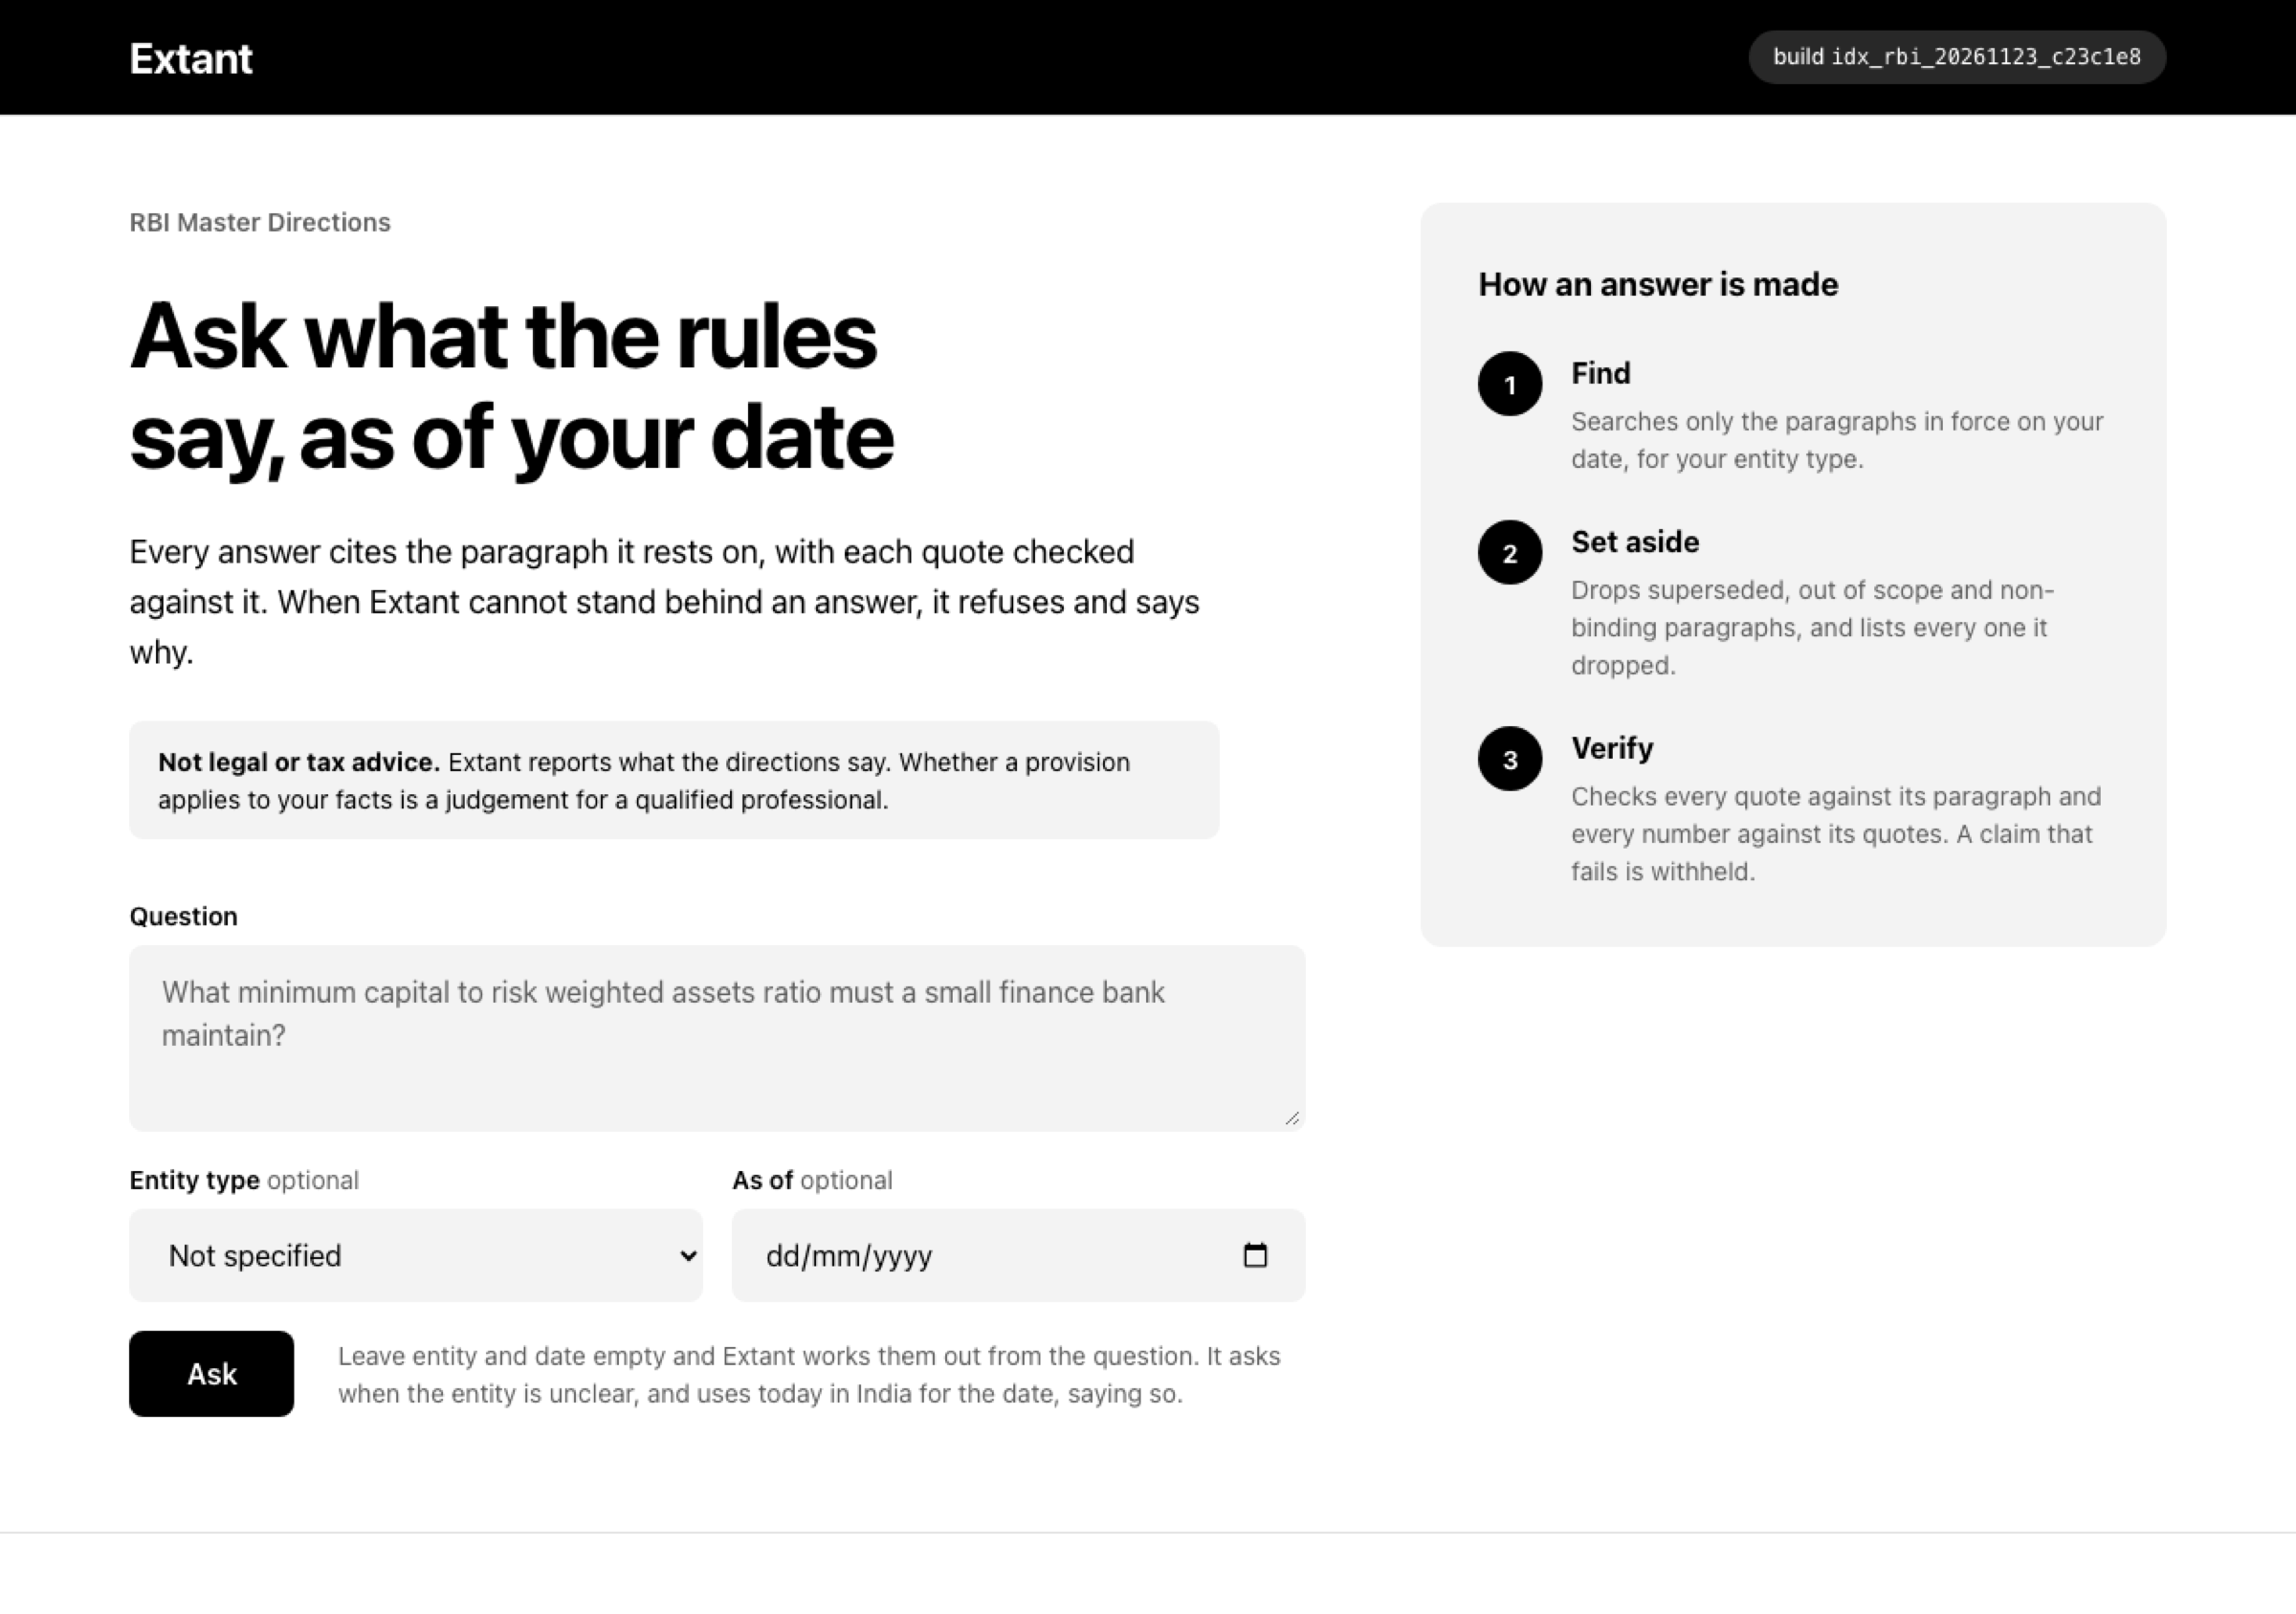 Extant
build idx_rbi_20261123_c23c1e8
RBI Master Directions
Ask what the rules
say, as of your date
Every answer cites the paragraph it rests on, with each quote checked
against it. When Extant cannot stand behind an answer, it refuses and says
why.
Not legal or tax advice. Extant reports what the directions say. Whether a provision
applies to your facts is a judgement for a qualified professional.
Question
What minimum capital to risk weighted assets ratio must a small finance bank
maintain?
Entity type optional
As of optional
Not specified
dd/mm/yyyy
Ask
Leave entity and date empty and Extant works them out from the question. It asks
when the entity is unclear, and uses today in India for the date, saying so.
How an answer is made
1
Find
Searches only the paragraphs in force on your
date, for your entity type.
2
Set aside
Drops superseded, out of scope and non-
binding paragraphs, and lists every one it
dropped.
3
Verify
Checks every quote against its paragraph and
every number against its quotes. A claim that
fails is withheld.